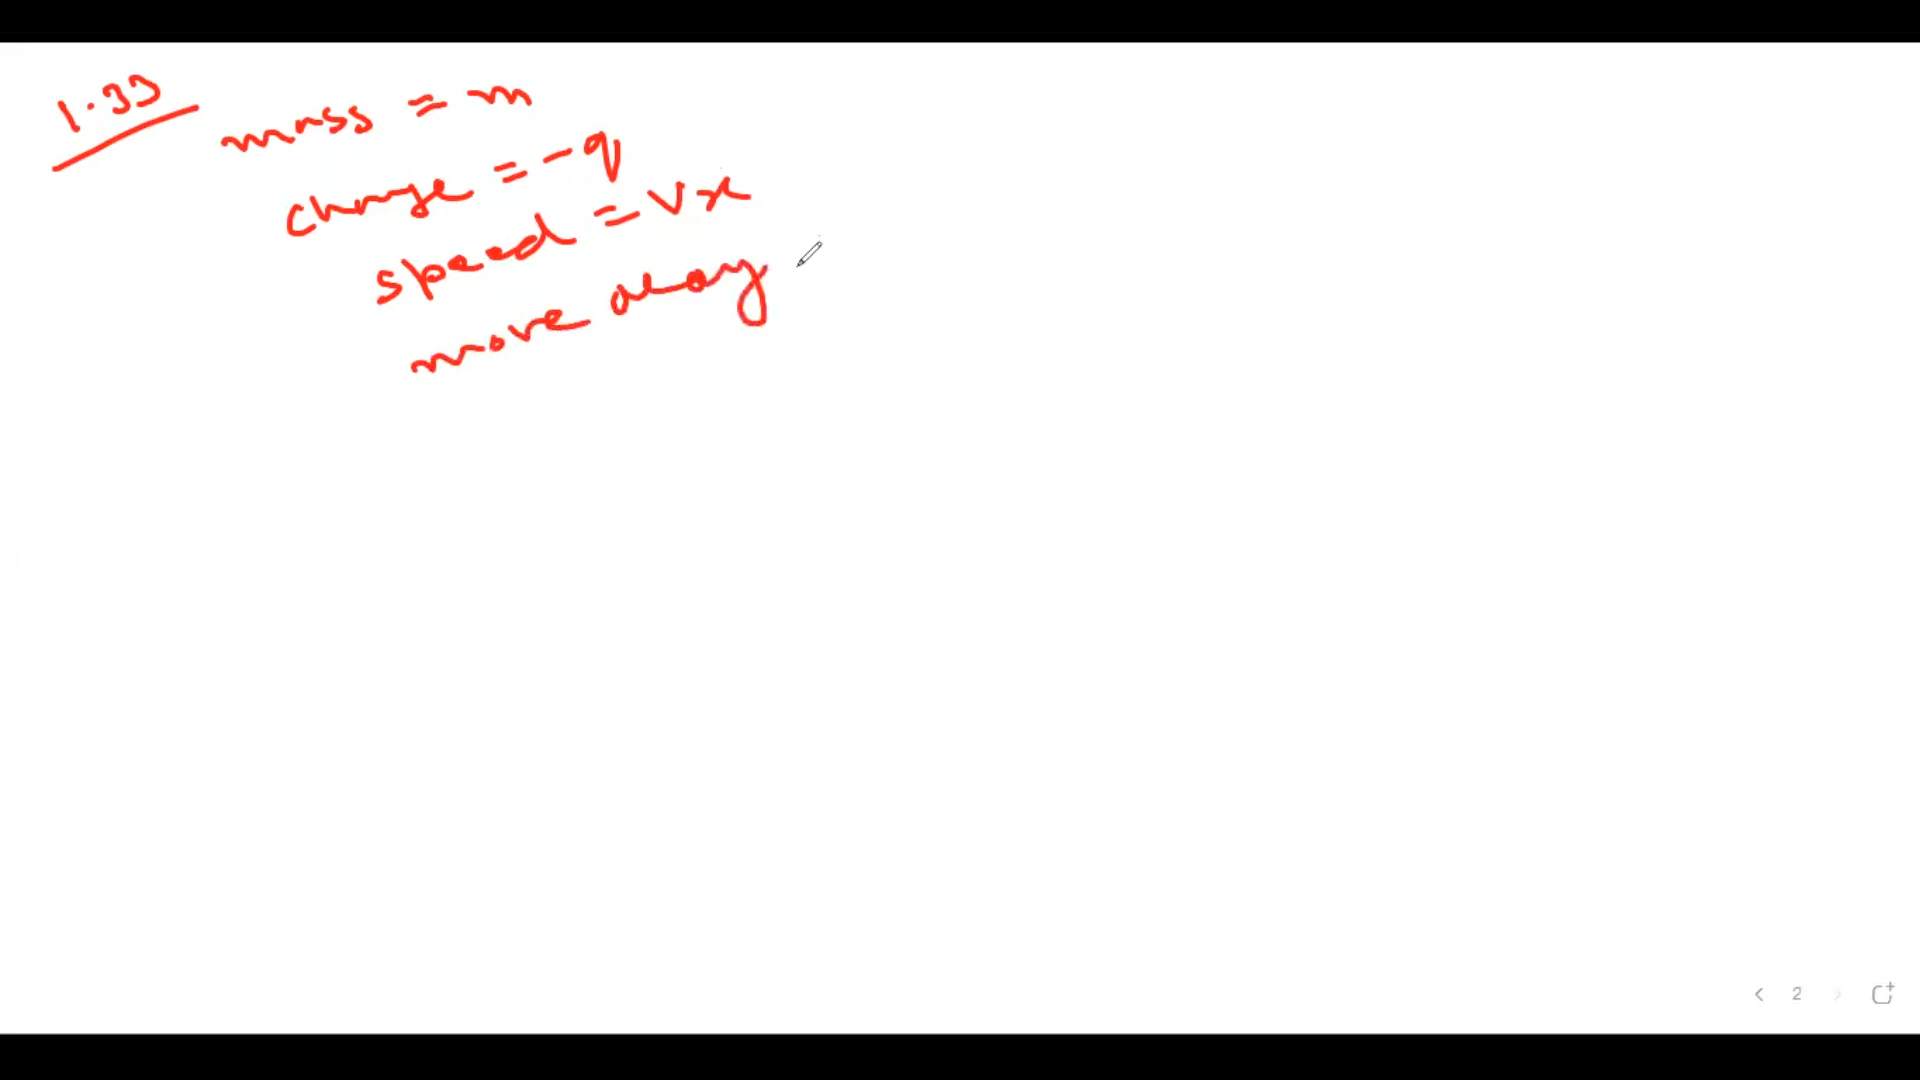 1.33
mass = m
charge = -q
speed = vx
move along
2